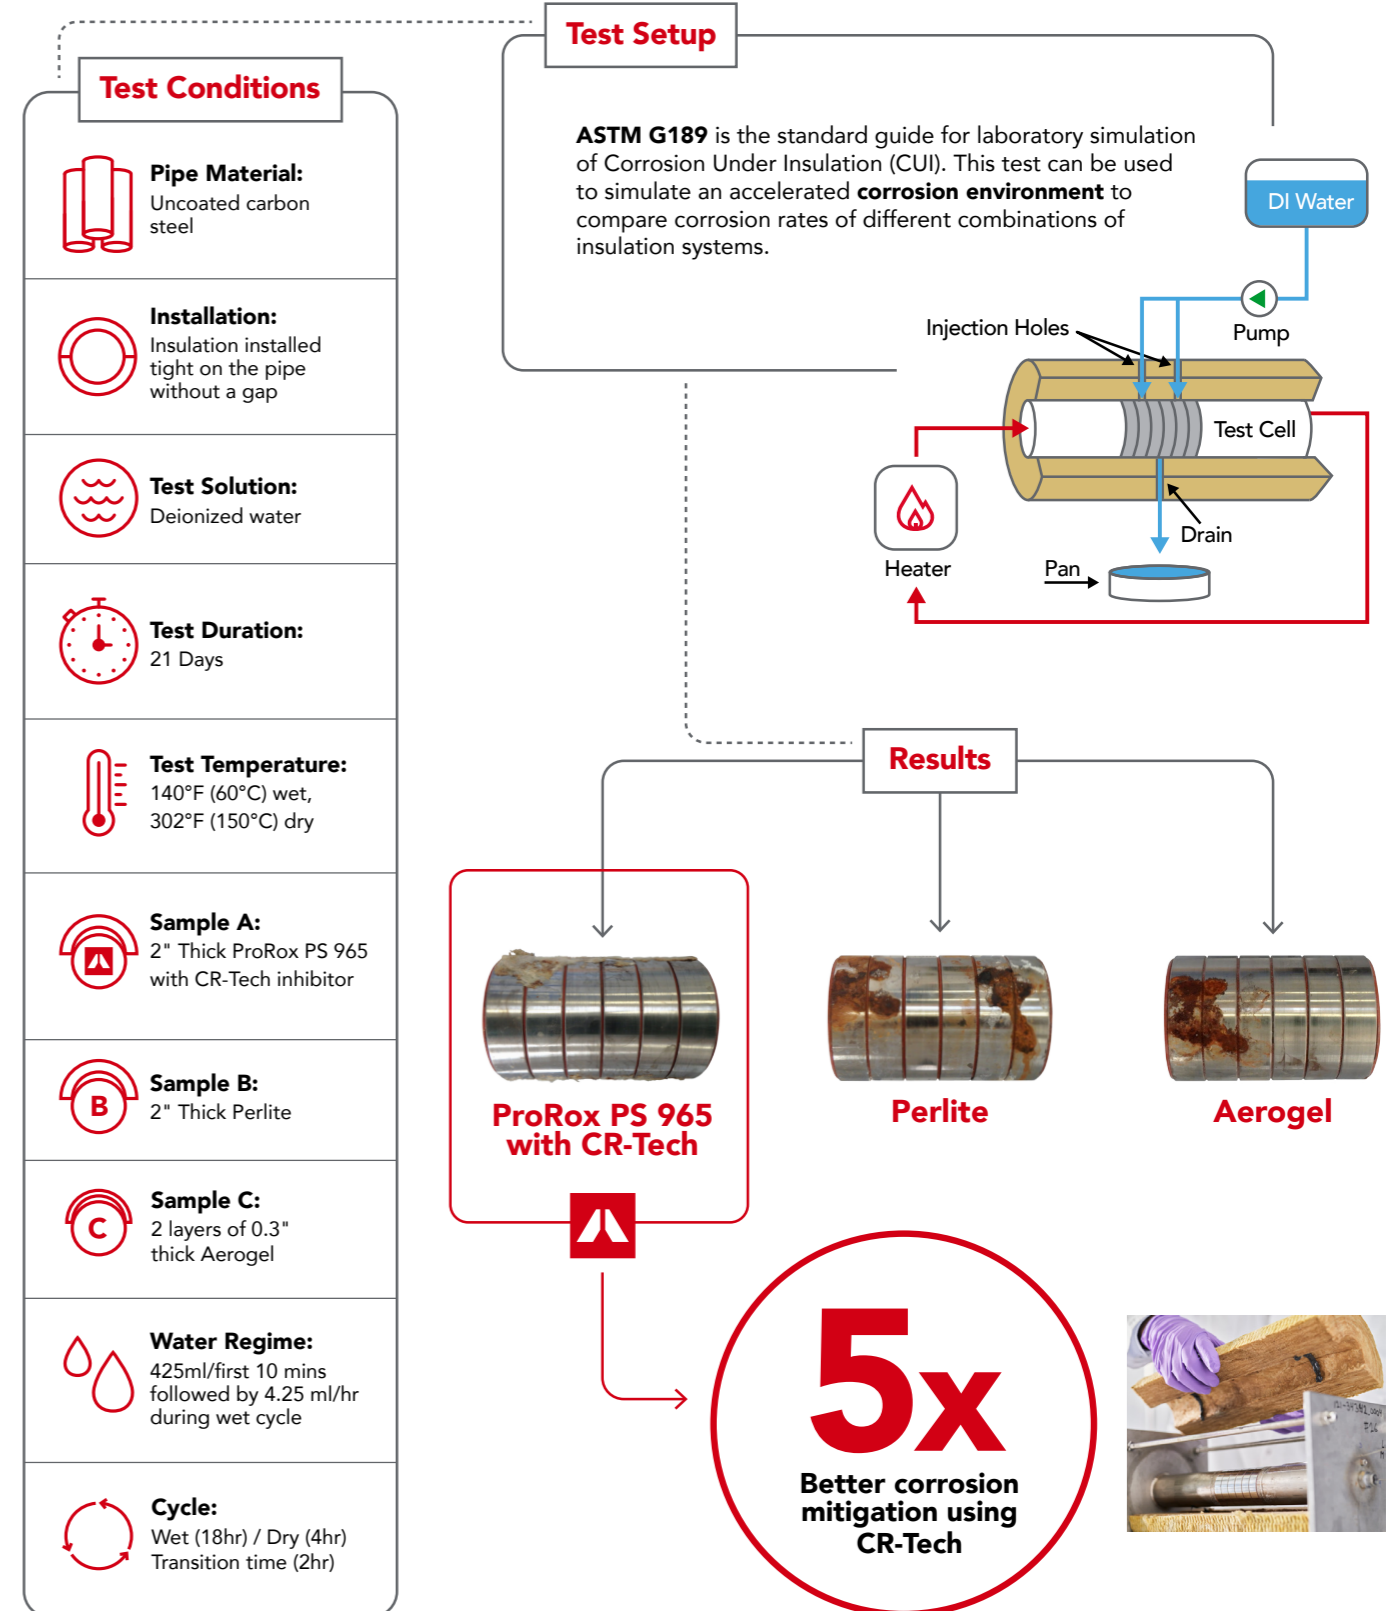 Test Setup
Test Conditions
ASTM G189 is the standard guide for laboratory simulation
of Corrosion Under Insulation (CUI). This test can be used
to simulate an accelerated corrosion environment to
compare corrosion rates of different combinations of
insulation systems.
DI Water
Pump
Injection Holes
Test Cell
Drain
Heater
Pan
Pipe Material:
Uncoated carbon
steel
Installation:
Insulation installed
tight on the pipe
without a gap
Test Solution:
Deionized water
Test Duration:
21 Days
Test Temperature:
140°F (60°C) wet,
302°F (150°C) dry
Sample A:
2" Thick ProRox PS 965
with CR-Tech inhibitor
B
Sample B:
2" Thick Perlite
C
Sample C:
2 layers of 0.3"
thick Aerogel
Water Regime:
425ml/first 10 mins
followed by 4.25 ml/hr
during wet cycle
Cycle:
Wet (18hr) / Dry (4hr)
Transition time (2hr)
Results
ProRox PS 965
with CR-Tech
Perlite
Aerogel
5x
Better corrosion
mitigation using
CR-Tech